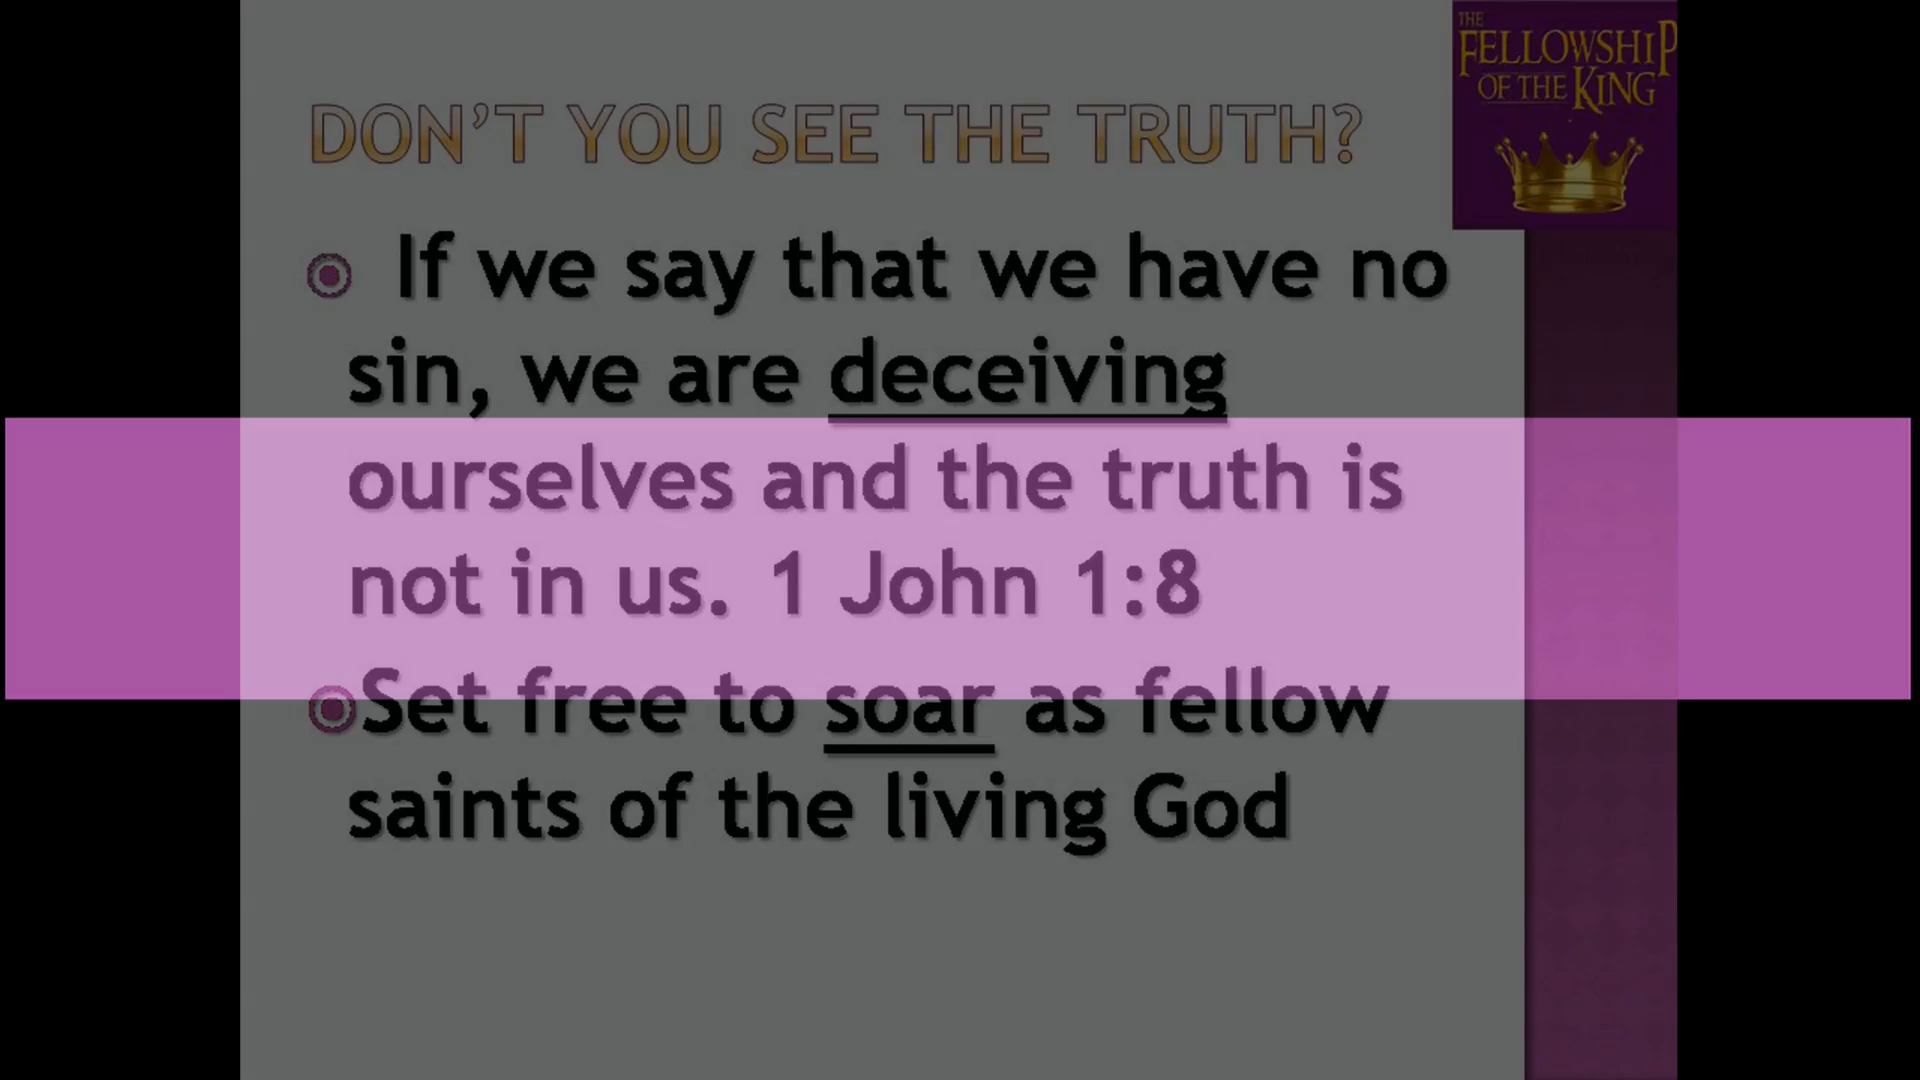 THE
FELLOWSHIP
OF THE KING
DON'T YOU SEE THE TRUTH?
If we say that we have no
sin, we are deceiving
ourselves and the truth is
not in us. 1 John 1:8
Set free to soar as fellow
saints of the living God